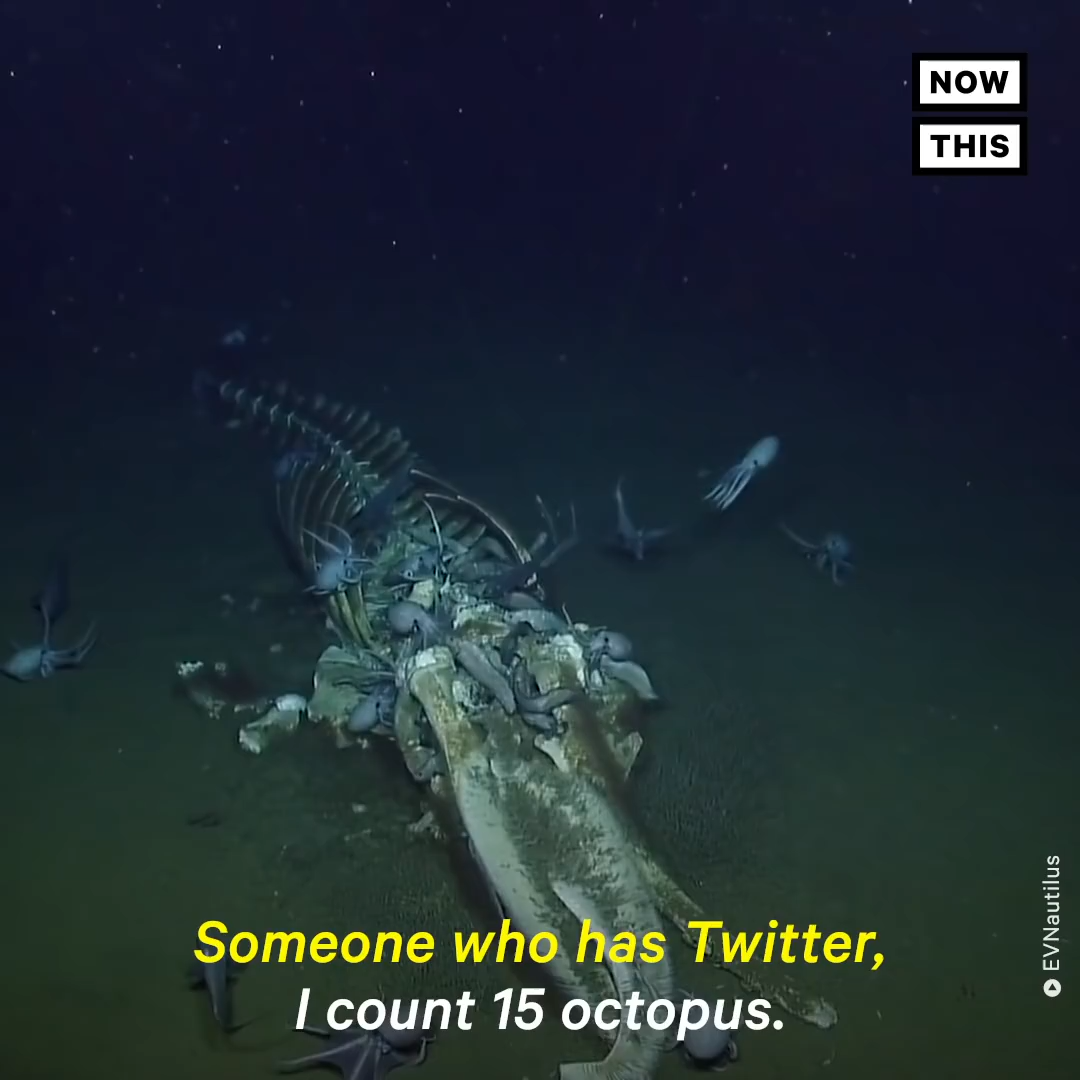 NOW
THIS
EVNautilus
Someone who has Twitter,
I count 15 octopus.